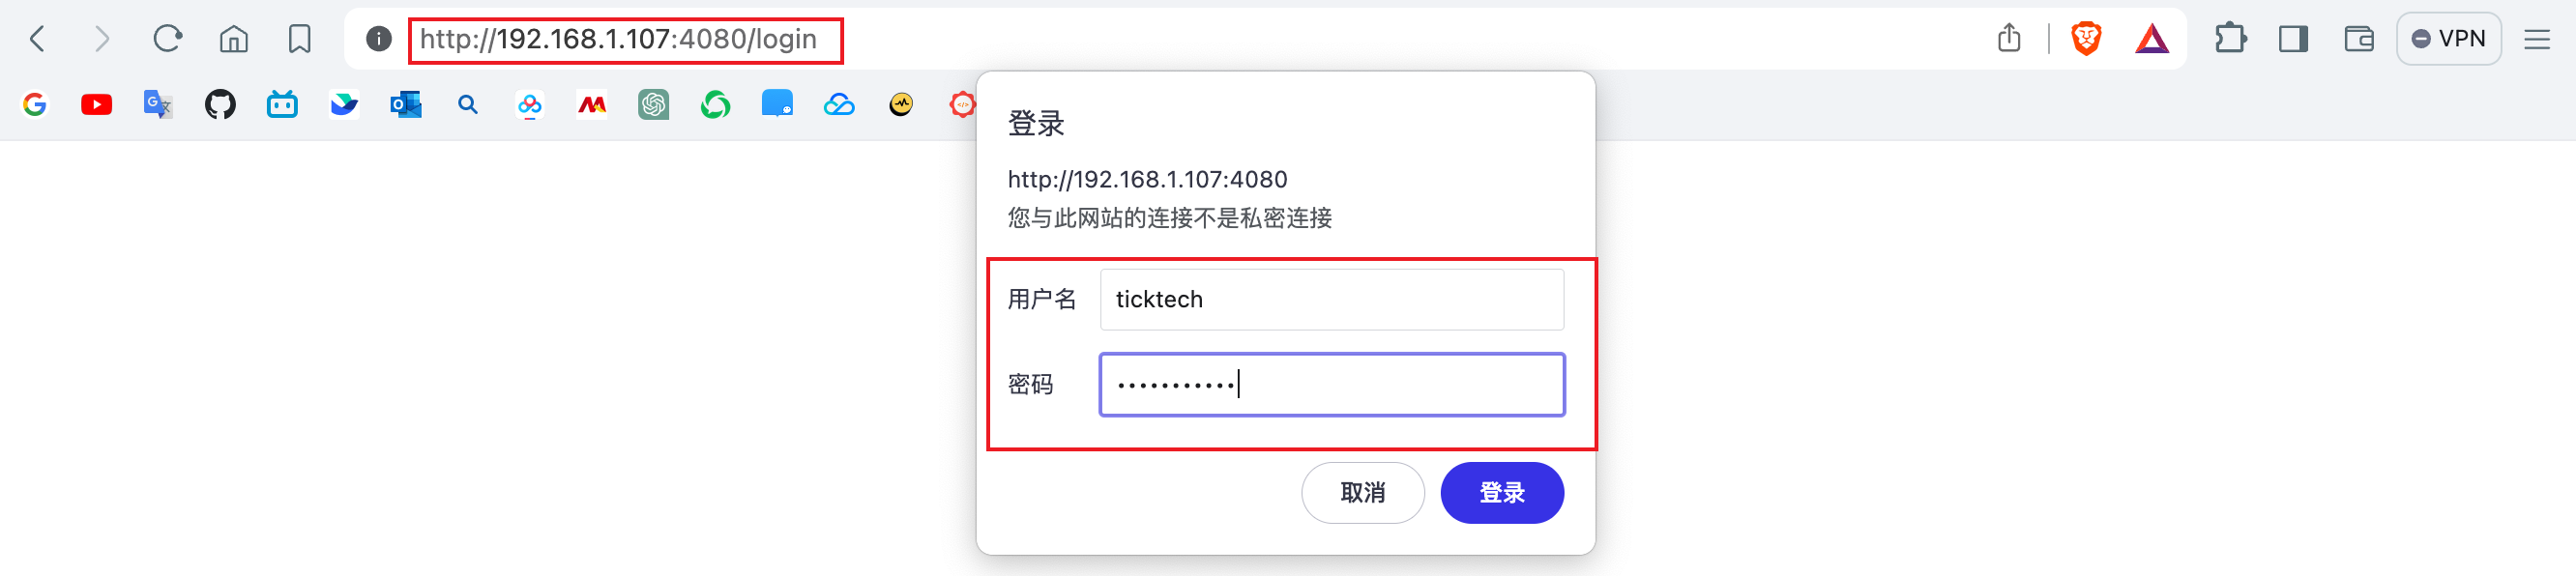 http://192.168.1.107:4080/login
VPN
登录
http://192.168.1.107:4080
您与此网站的连接不是私密连接
用户名 ticktech
密码 ···········
取消 登录